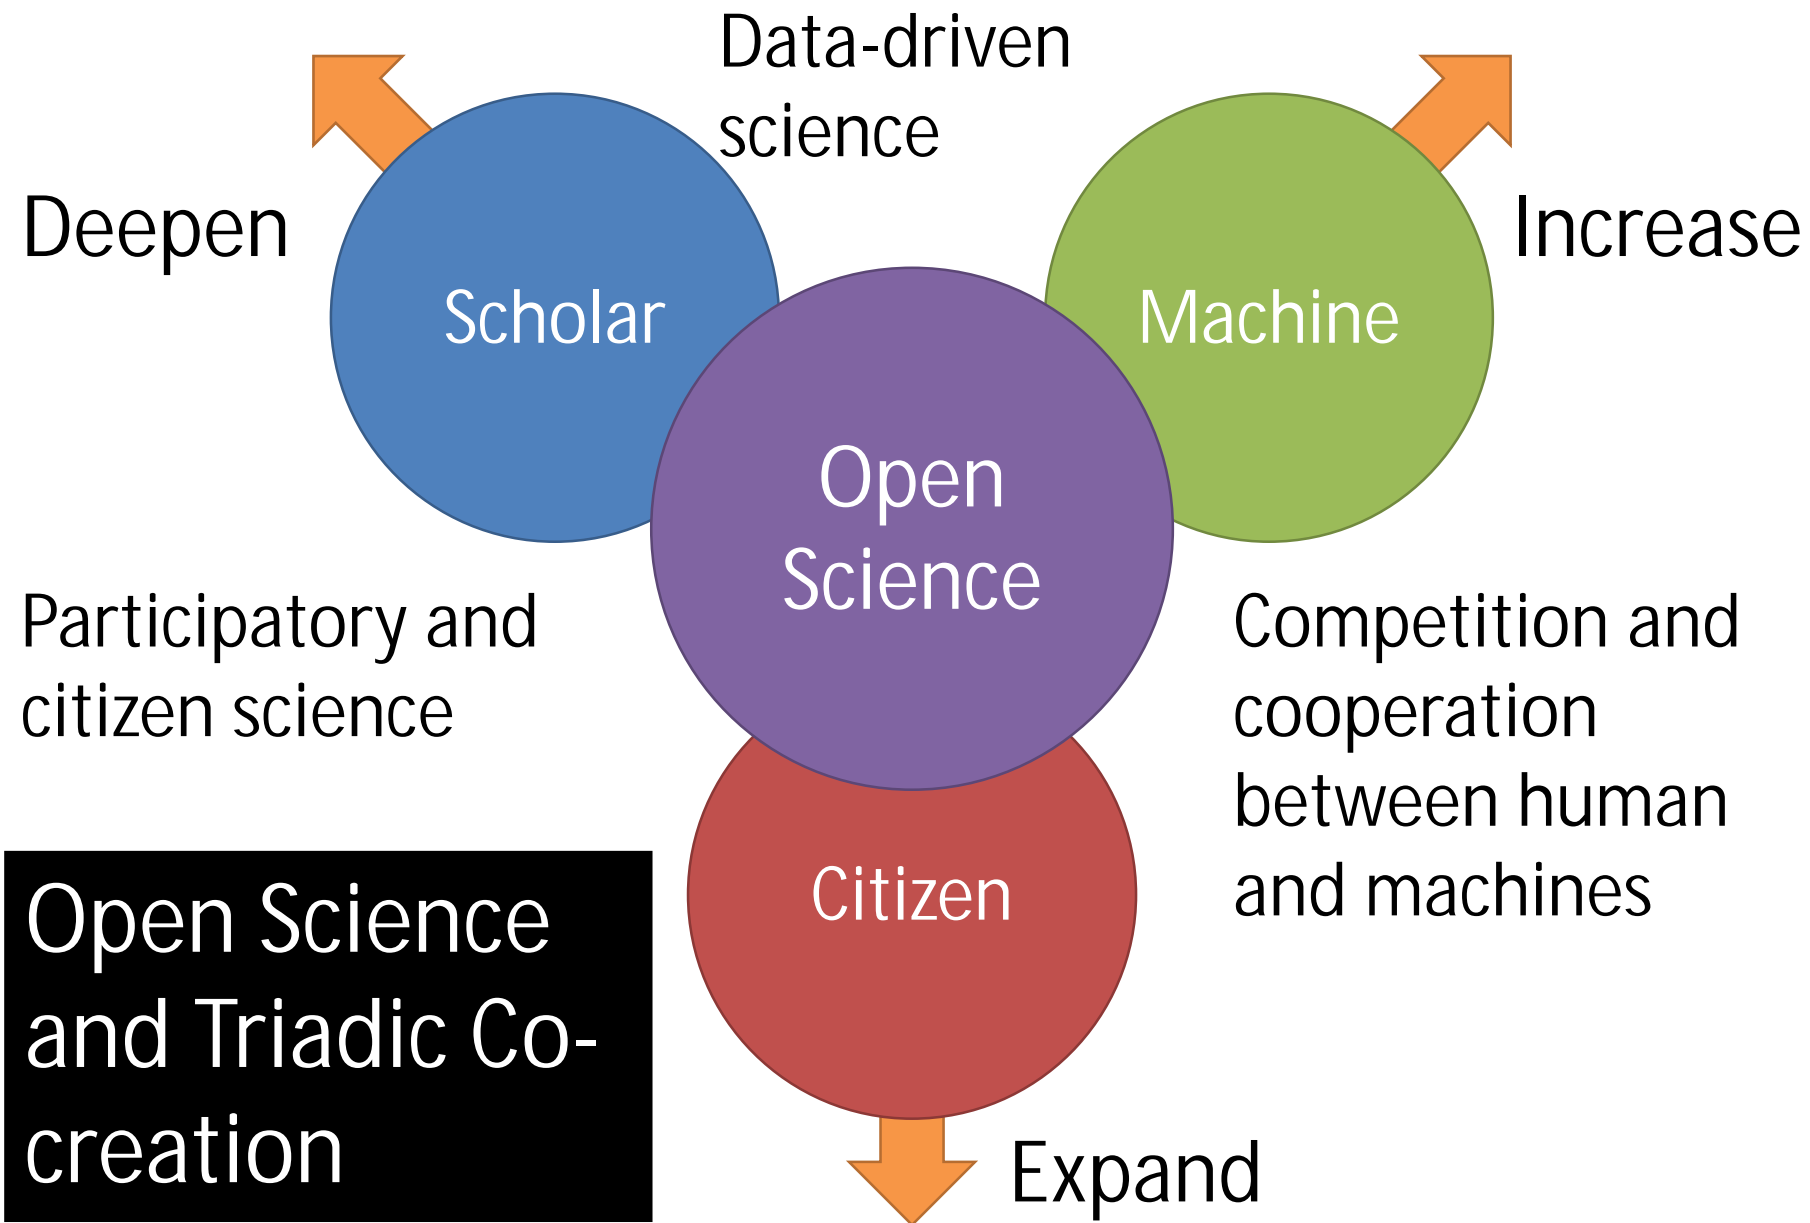 Data-driven
science
Deepen
Increase
Scholar
Machine
Open
Science
Participatory and
citizen science
Competition and
cooperation
between human
and machines
Citizen
Open Science
and Triadic Co-
creation
Expand